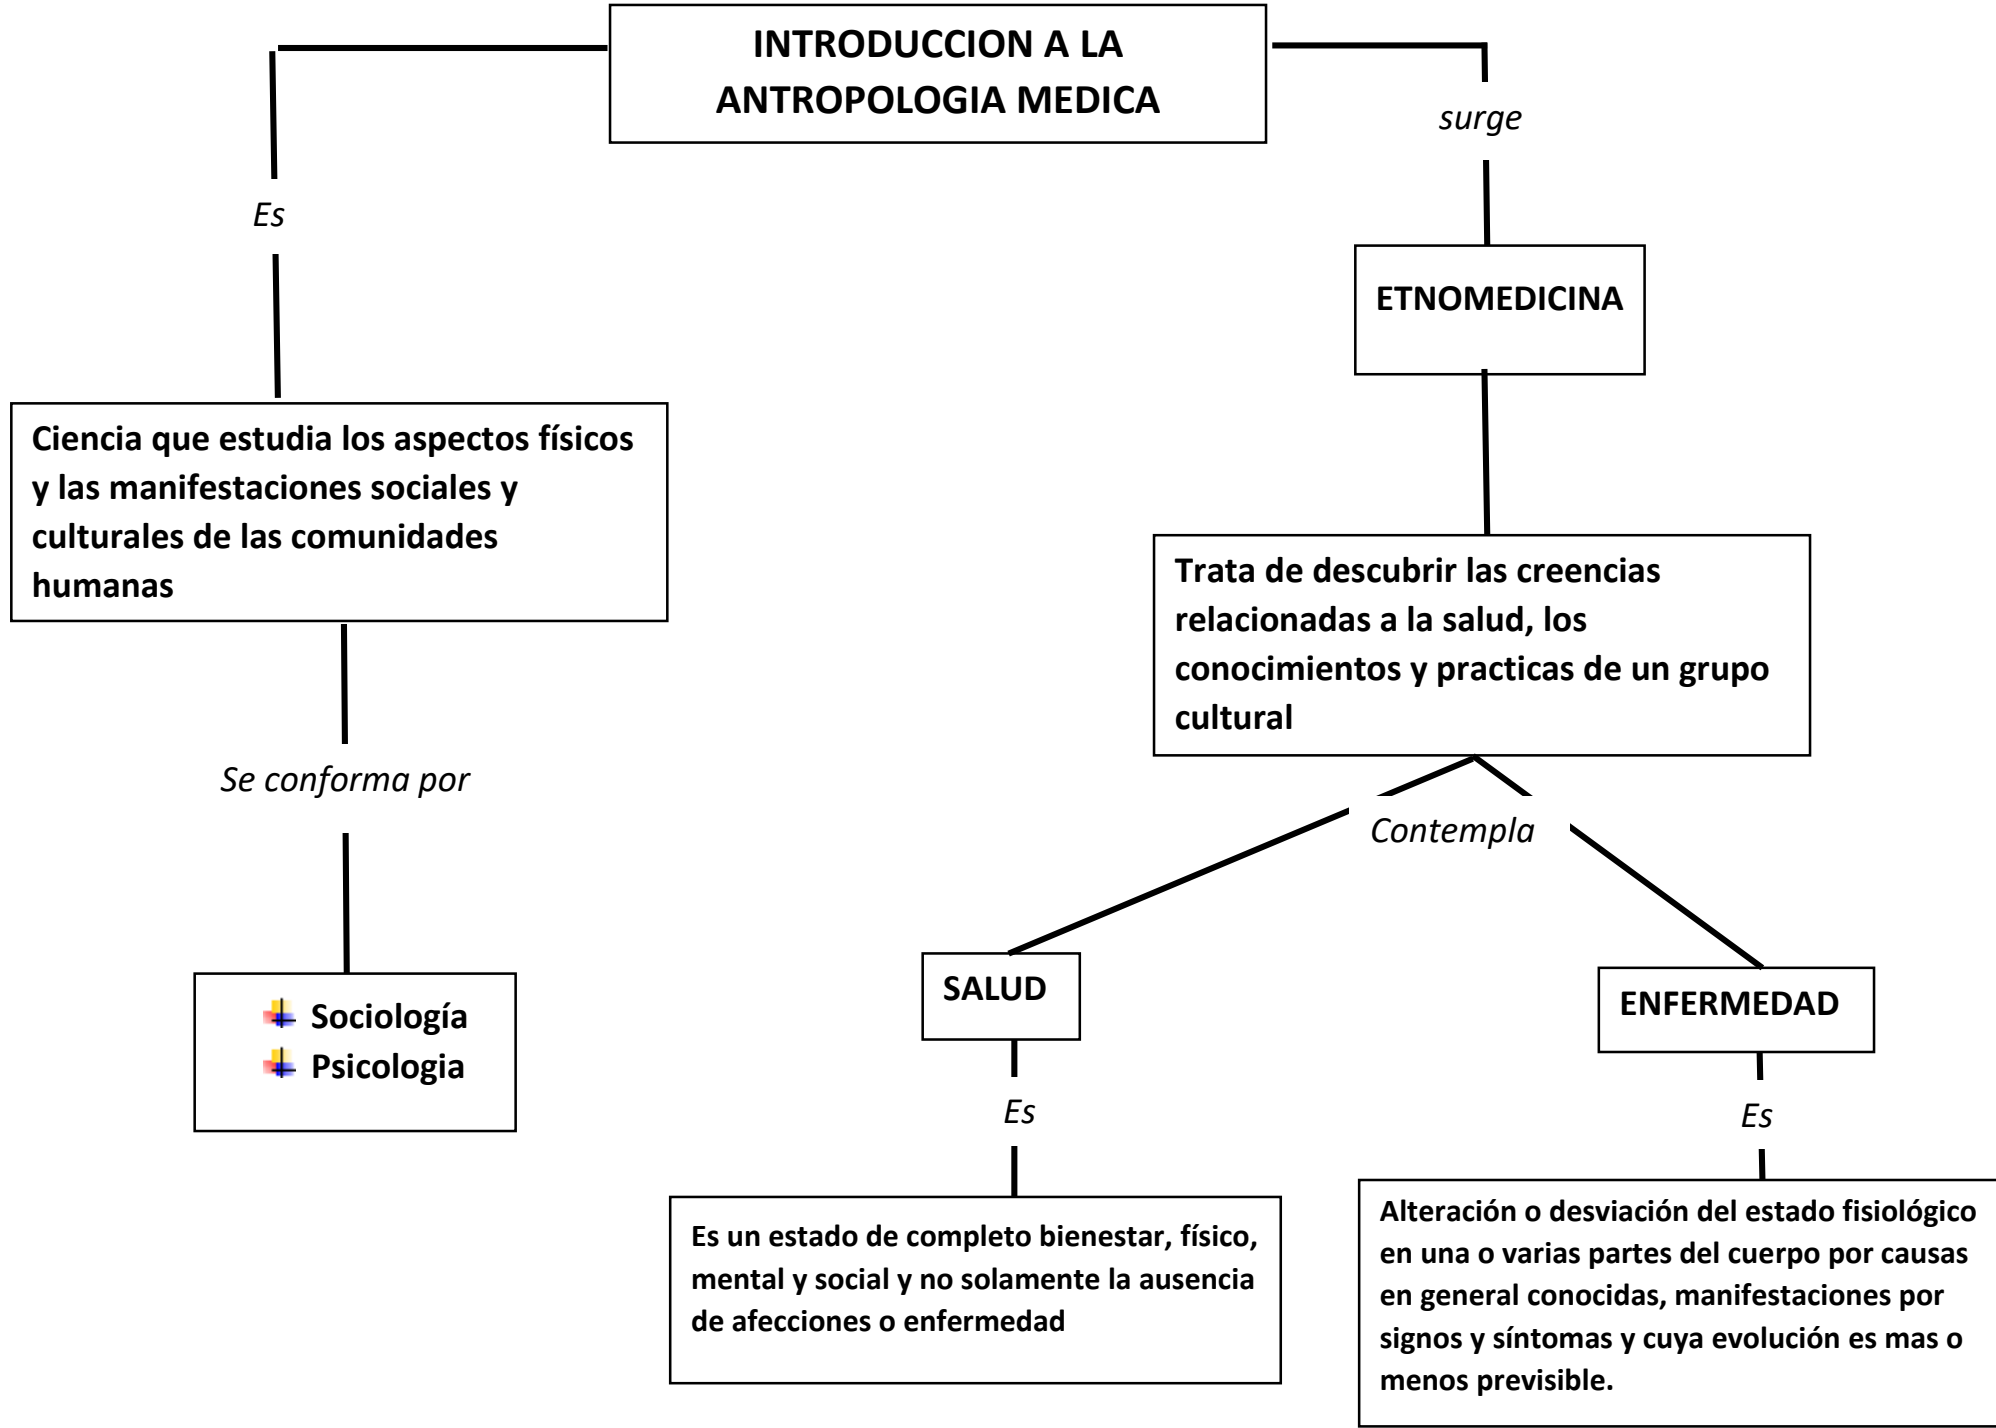 INTRODUCCION A LA
ANTROPOLOGIA MEDICA
Es
surge
ETNOMEDICINA
Ciencia que estudia los aspectos físicos
y las manifestaciones sociales y
culturales de las comunidades
humanas
Trata de descubrir las creencias
relacionadas a la salud, los
conocimientos y practicas de un grupo
cultural
Se conforma por
Contempla
Sociología
Psicologia
SALUD
ENFERMEDAD
Es
Es
Es un estado de completo bienestar, físico,
mental y social y no solamente la ausencia
de afecciones o enfermedad
Alteración o desviación del estado fisiológico
en una o varias partes del cuerpo por causas
en general conocidas, manifestaciones por
signos y síntomas y cuya evolución es mas o
menos previsible.